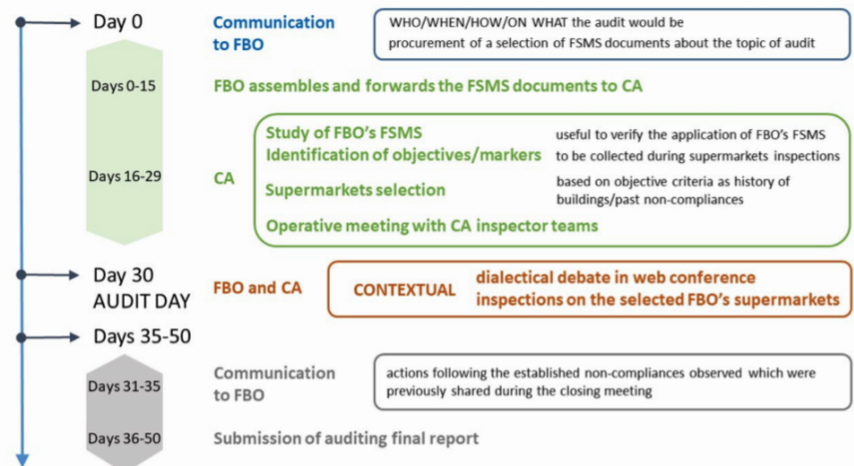 Day 0
Communication
to FBO
WHO/WHEN/HOW/ON WHAT the audit would be
procurement of a selection of FSMS documents about the topic of audit
Days 0-15
FBO assembles and forwards the FSMS documents to CA
Days 16-29
CA
Study of FBO's FSMS
useful to verify the application of FBO's FSMS
Identification of objectives/markers
to be collected during supermarkets inspections
Supermarkets selection
based on objective criteria as history of
buildings/past non-compliances
Operative meeting with CA inspector teams
Day 30
AUDIT DAY
FBO and CA
CONTEXTUAL
dialectical debate in web conference
inspections on the selected FBO's supermarkets
Days 35-50
Days 31-35
Communication
to FBO
actions following the established non-compliances observed which were
previously shared during the closing meeting
Days 36-50
Submission of auditing final report